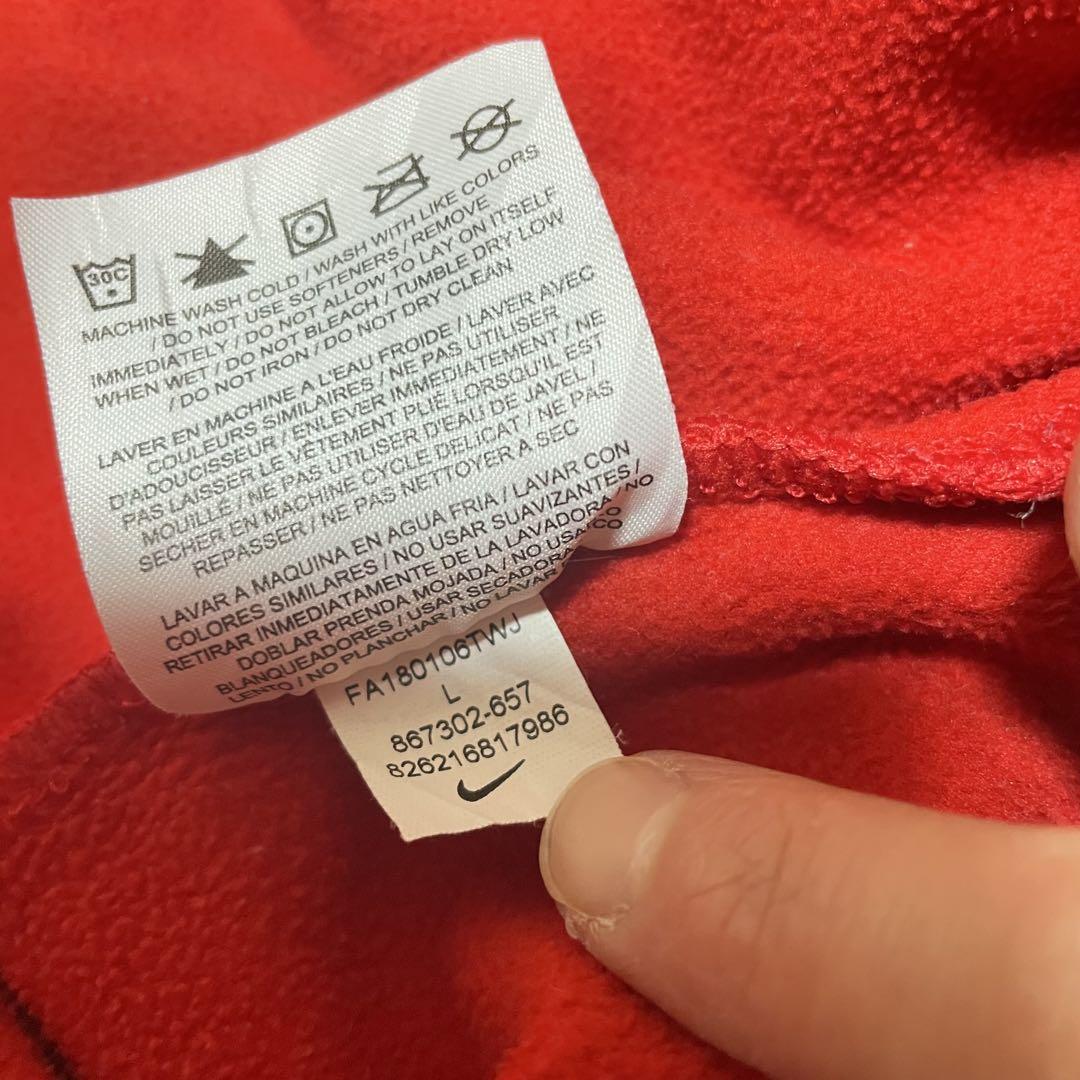 30C
MACHINE WASH COLD / WASH WITH LIKE COLORS
/ DO NOT USE SOFTENERS / REMOVE
IMMEDIATELY / DO NOT ALLOW TO LAY ON ITSELF
WHEN WET / DO NOT BLEACH / TUMBLE DRY LOW
/ DO NOT IRON / DO NOT DRY CLEAN
LAVER EN MACHINE A L'EAU FROIDE / LAVER AVEC
COULEURS SIMILAIRES / NE PAS UTILISER
D'ADOUCISSEUR / ENLEVER IMMEDIATEMENT / NE
PAS LAISSER LE VÊTEMENT PLIÉ LORSQU'IL EST
MOUILLÉ / NE PAS UTILISER D'EAU DE JAVEL /
SECHER EN MACHINE CYCLE DELICAT / NE PAS
REPASSER / NE PAS NETTOYER A SEC
LAVAR A MAQUINA EN AGUA FRIA / LAVAR CON
COLORES SIMILARES / NO USAR SUAVIZANTES /
RETIRAR INMEDIATAMENTE DE LA LAVADORA / NO
DOBLAR PRENDA MOJADA / NO USAR
BLANQUEADORES / USAR SECADORA
LENTO / NO PLANCHAR / NO LAVAR
FA180106TWJ
L
867302-657
826216817986